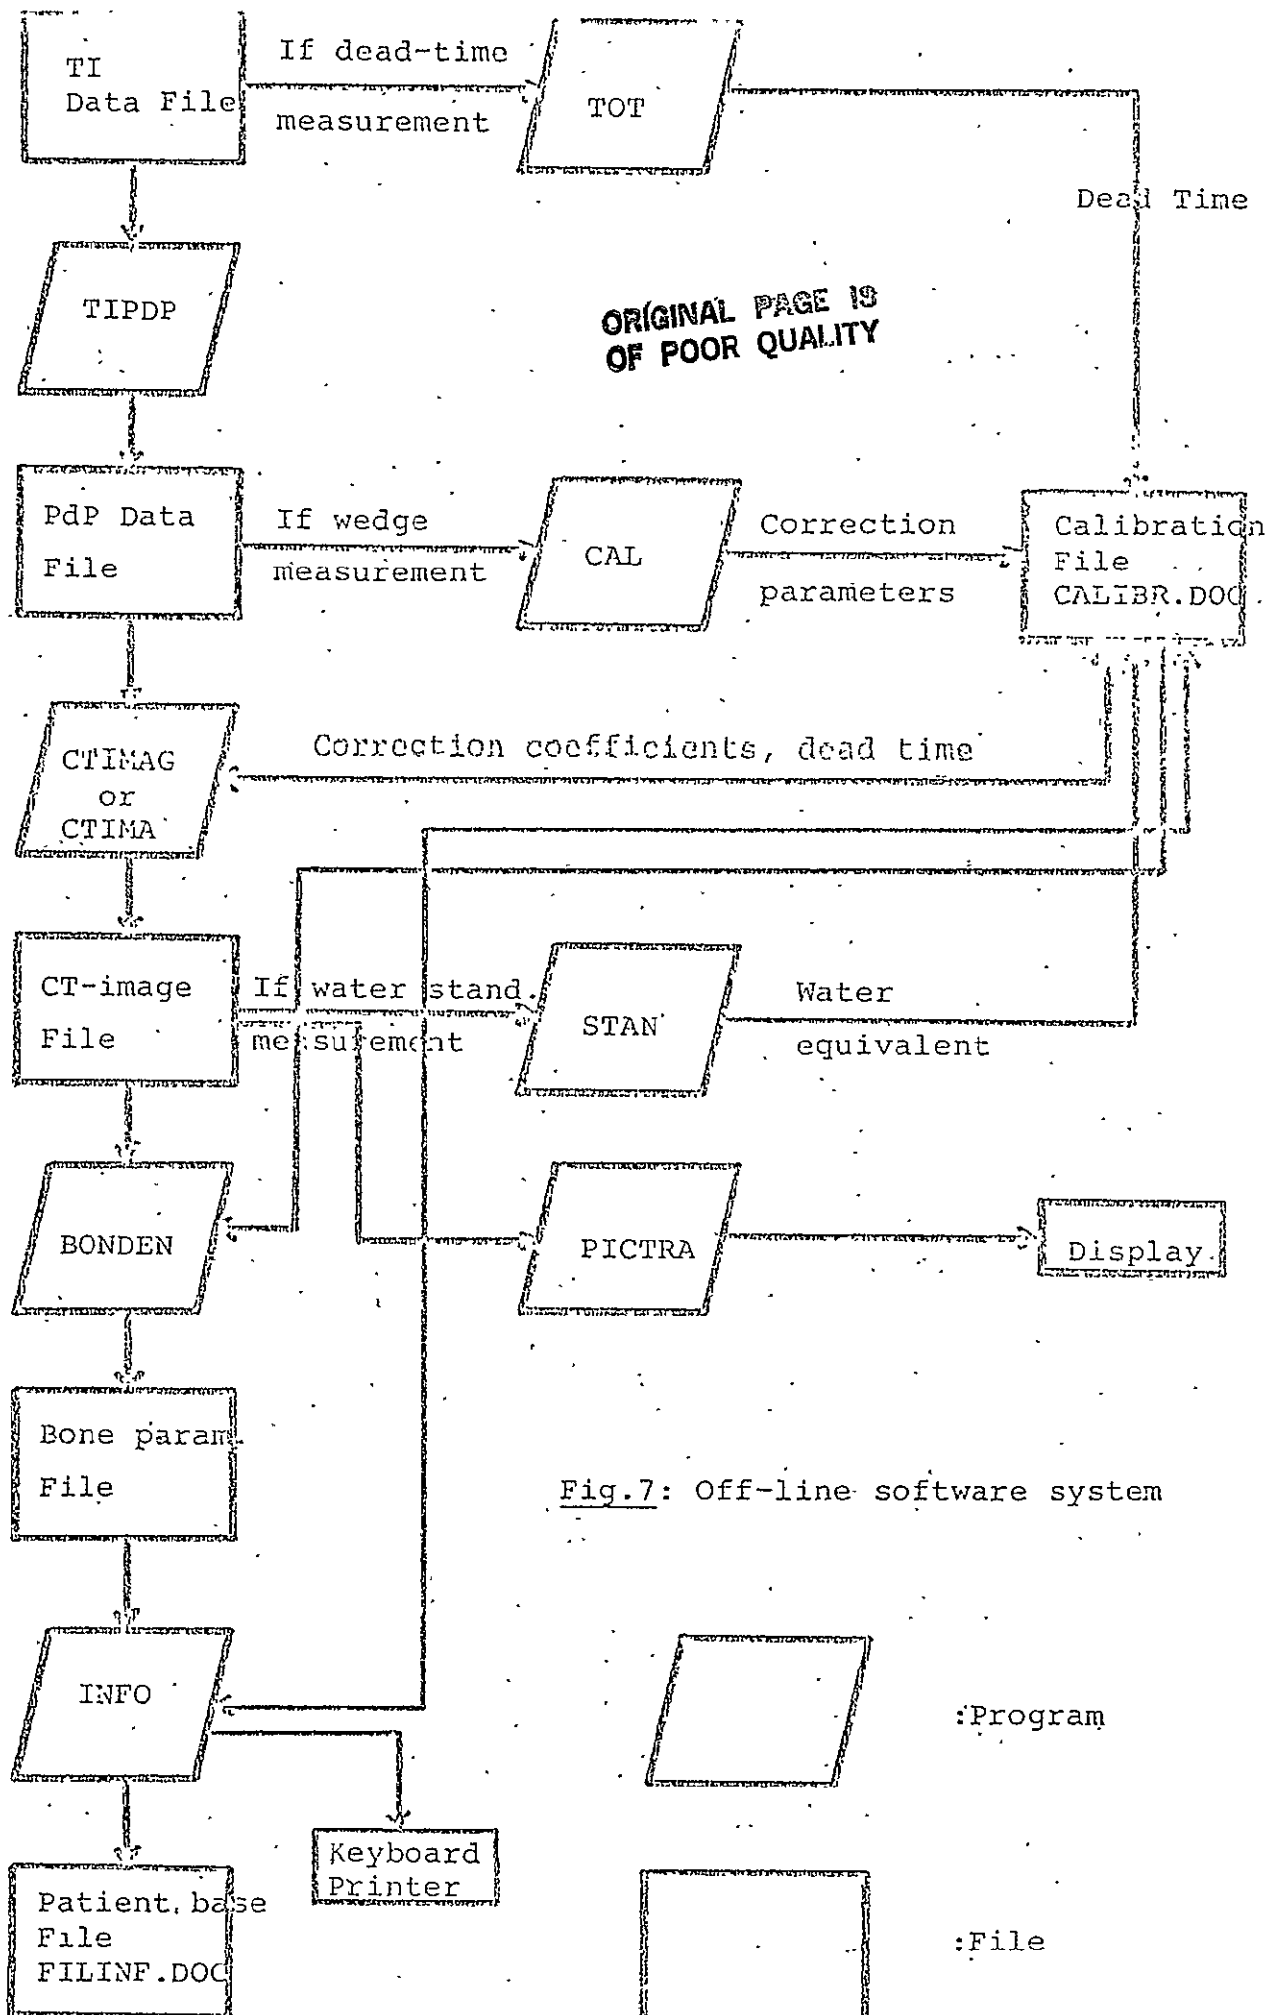 TI
Data File
If dead-time
measurement
TOT
Dead Time
TIPDP
ORIGINAL PAGE IS
OF POOR QUALITY
PdP Data
File
If wedge
measurement
CAL
Correction
parameters
Calibration
File
CALIBR.DOC
CTIMAG
or
CTIMA
Correction coefficients, dead time
CT-image
File
If water stand.
measurement
STAN
Water
equivalent
BONDEN
PICTRA
Display
Bone param.
File
Fig.7: Off-line software system
INFO
:Program
Keyboard
Printer
Patient base
File
FILINF.DOC
:File